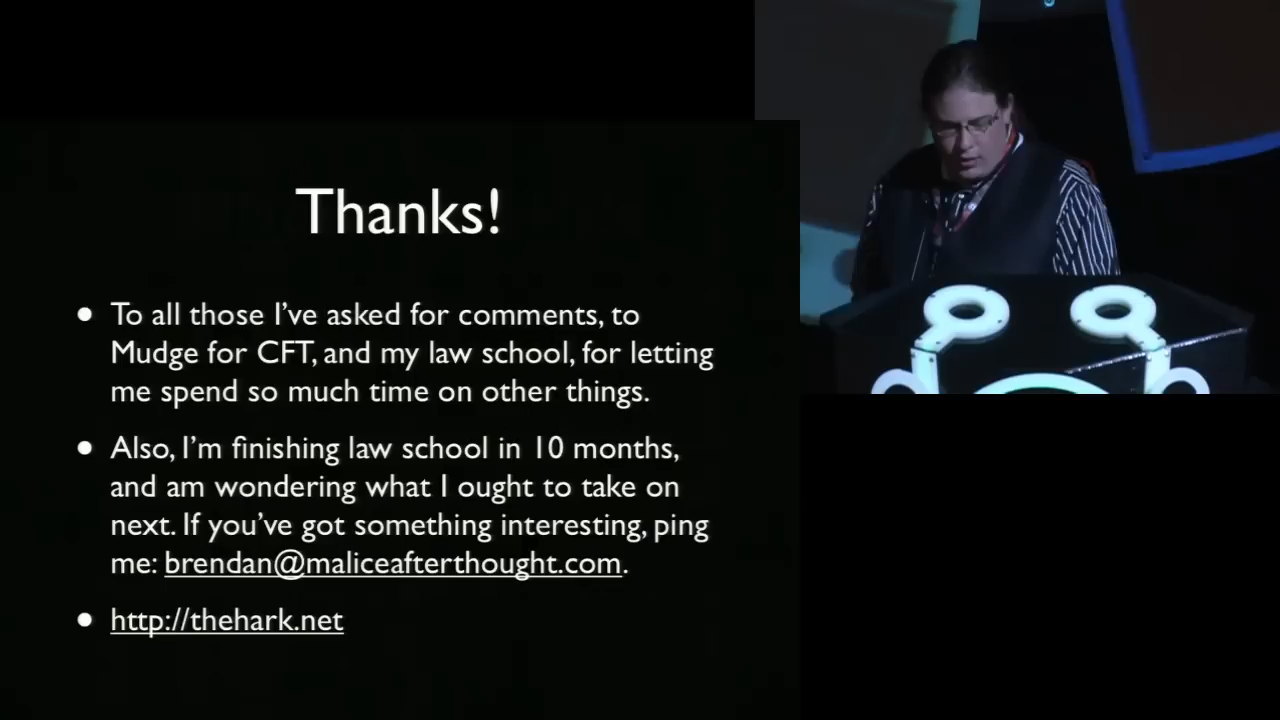 Thanks!
• To all those I've asked for comments, to
Mudge for CFT, and my law school, for letting
me spend so much time on other things.
• Also, I'm finishing law school in 10 months,
and am wondering what I ought to take on
next. If you've got something interesting, ping
me: brendan@maliceafterthought.com.
• http://thehark.net